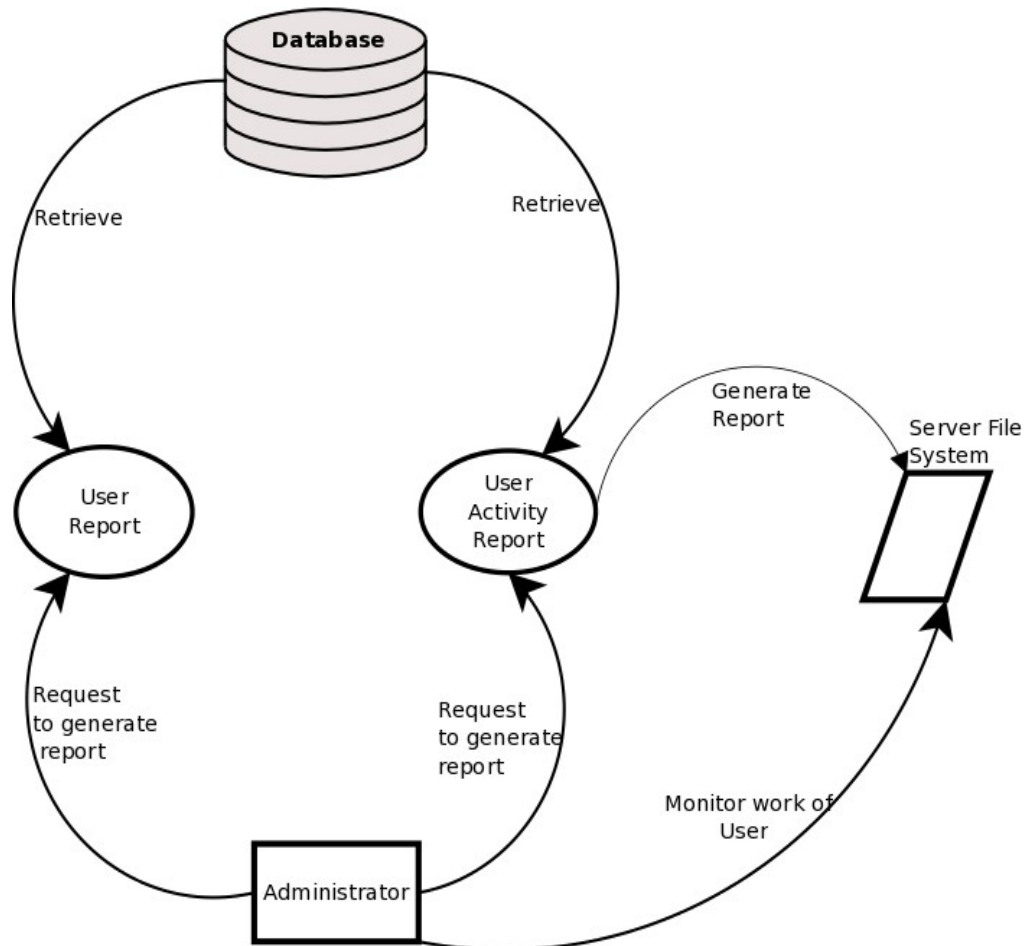 Database
Retrieve
Retrieve
Generate
Report
Server File
System
User
Report
User
Activity
Report
Request
to generate
report
Request
to generate
report
Monitor work of
User
Administrator